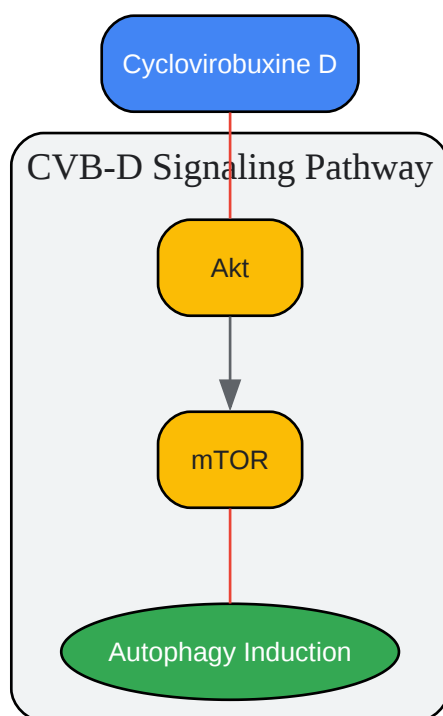 Cyclovirobuxine D
CVB-D Signaling Pathway
Akt
mTOR
Autophagy Induction